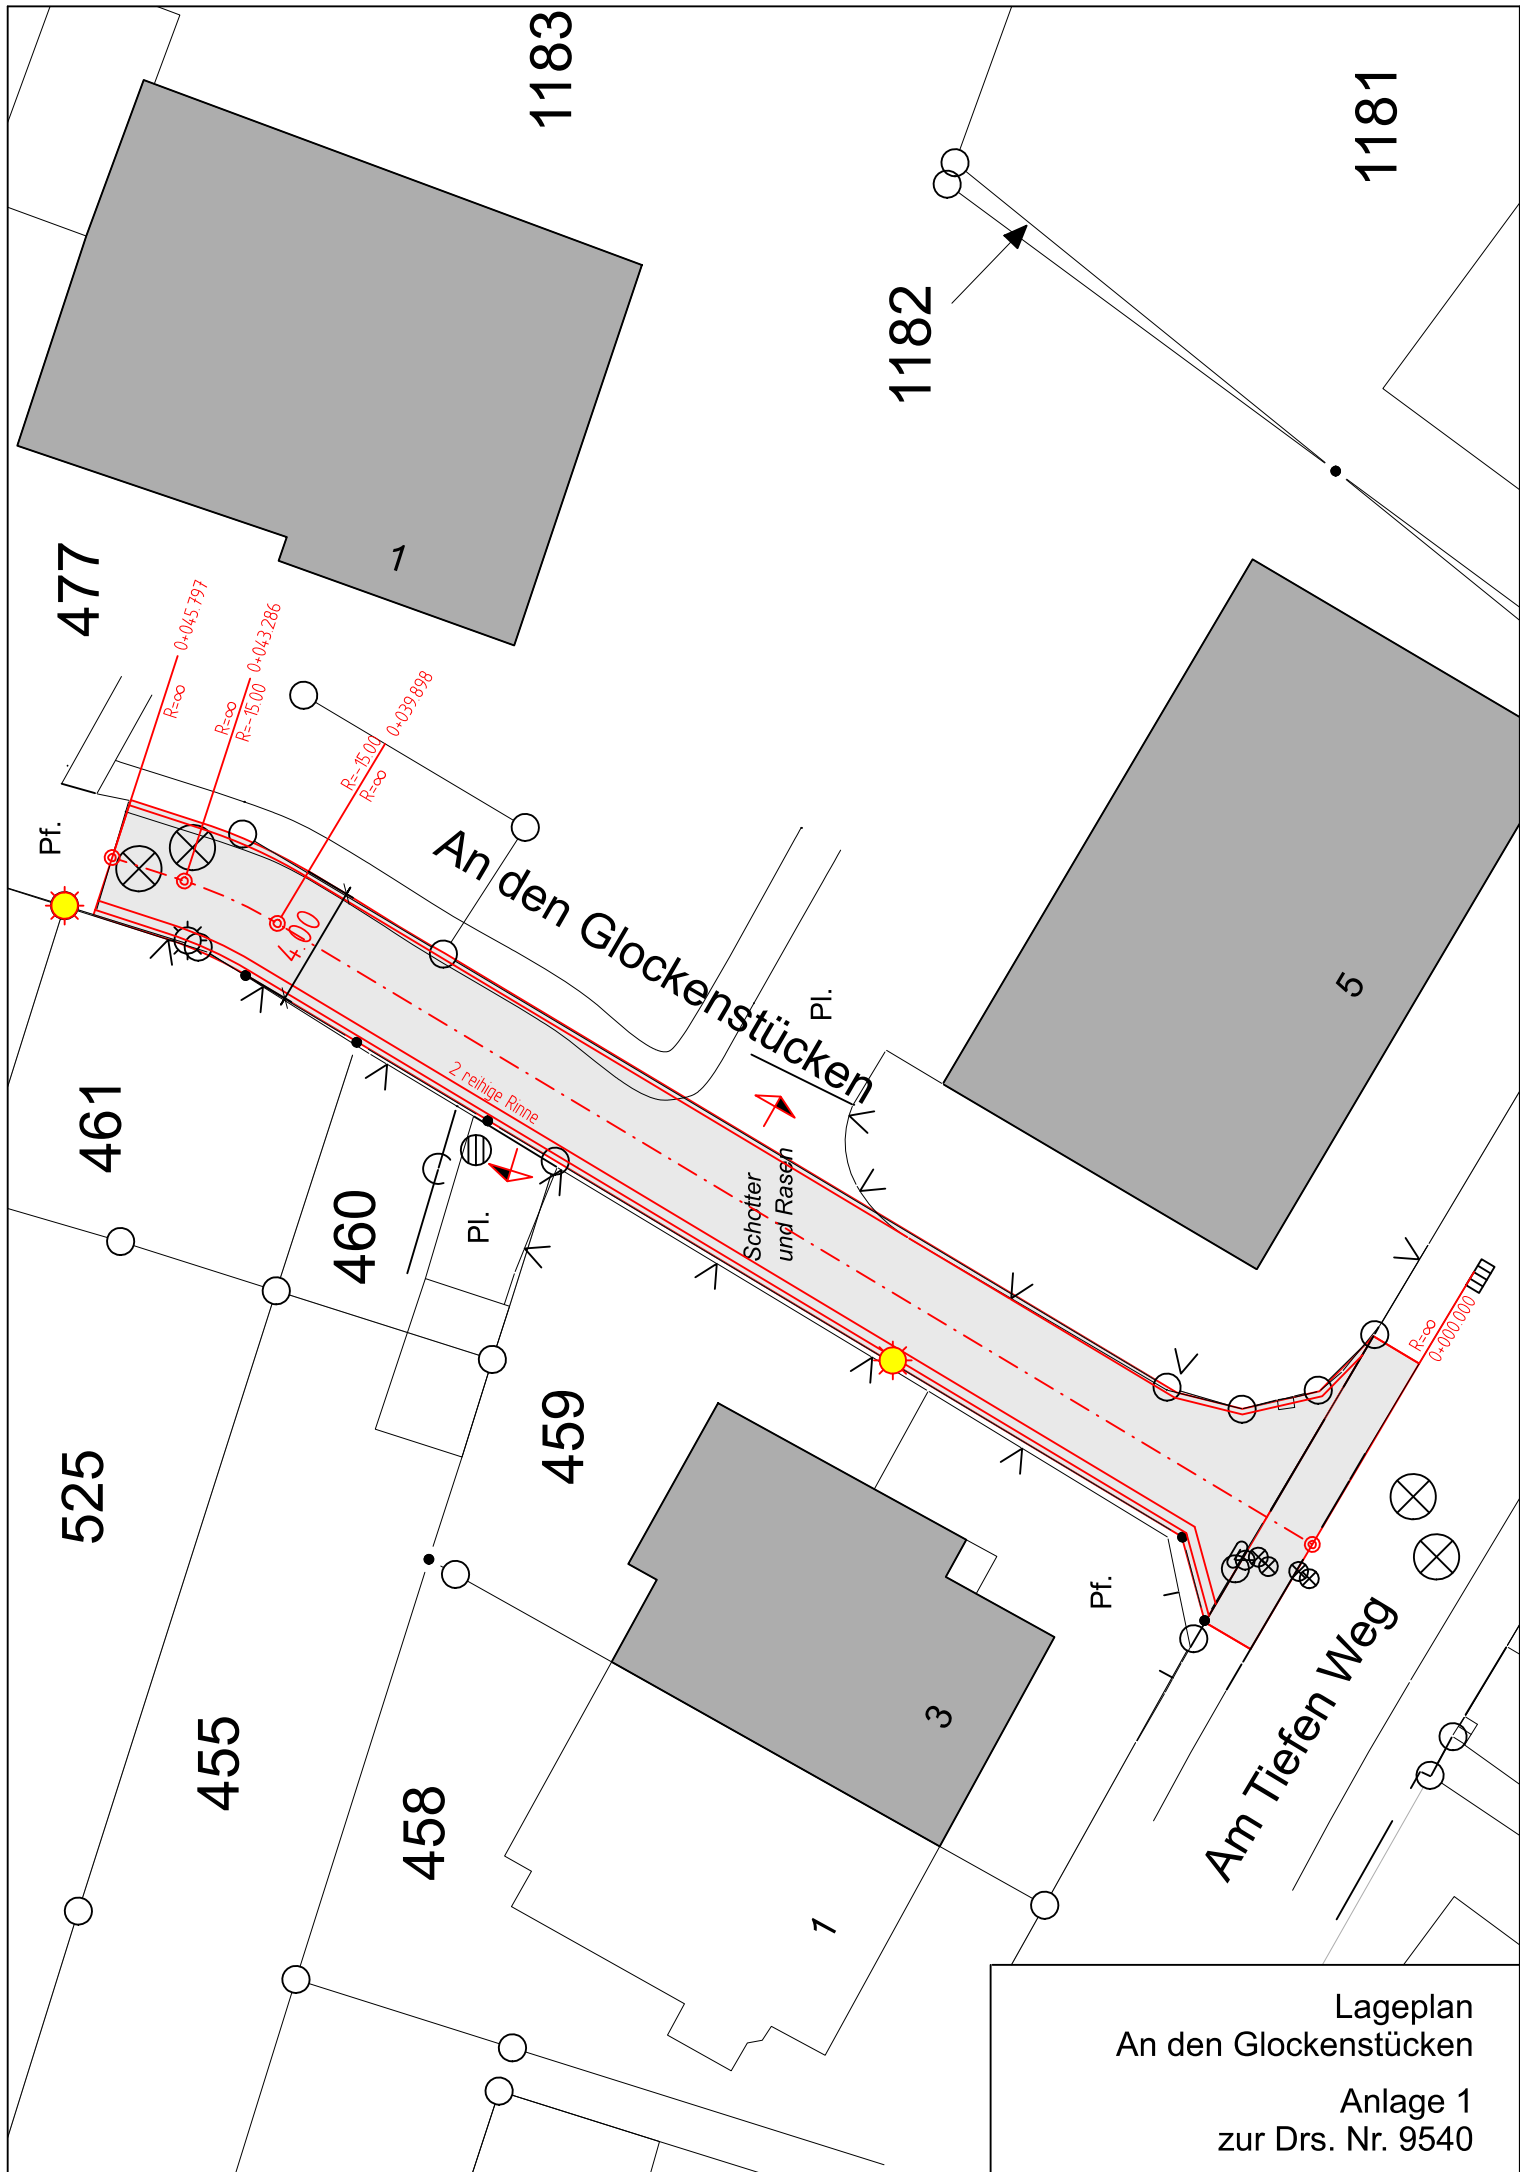 1183
1181
1182
477
1
0+045.797
R=∞
0+043.286
R=∞
R=-15.00
0+039.898
R=-15.00
R=∞
Pf.
An den Glockenstücken
4.00
Pl.
5
2 reihige Rinne
461
460
Pl.
Schotter
und Rasen
R=∞
0+000.000
459
525
Pf.
3
455
458
Am Tiefen Weg
1
Lageplan
An den Glockenstücken
Anlage 1
zur Drs. Nr. 9540